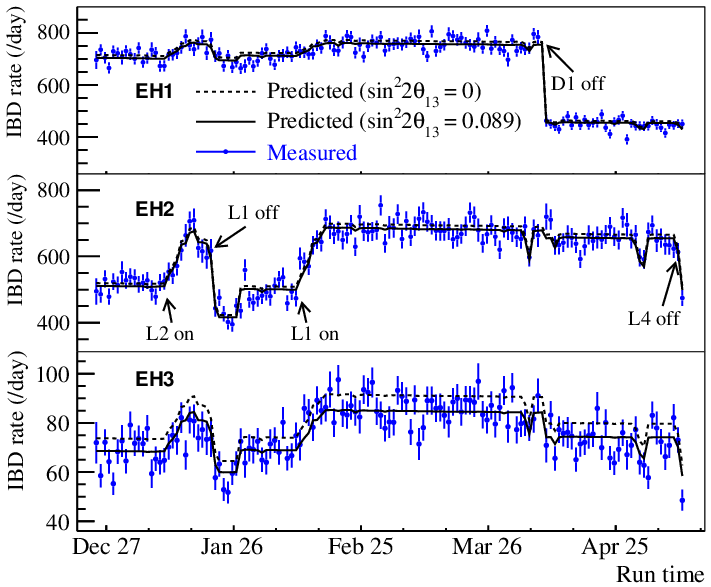 IBD rate (/day)
800
600
400
EH1
Predicted (sin²2θ₁₃ = 0)
Predicted (sin²2θ₁₃ = 0.089)
Measured
D1 off
IBD rate (/day)
800
600
400
EH2
L1 off
L2 on
L1 on
L4 off
IBD rate (/day)
100
80
60
40
EH3
Dec 27 Jan 26 Feb 25 Mar 26 Apr 25
Run time